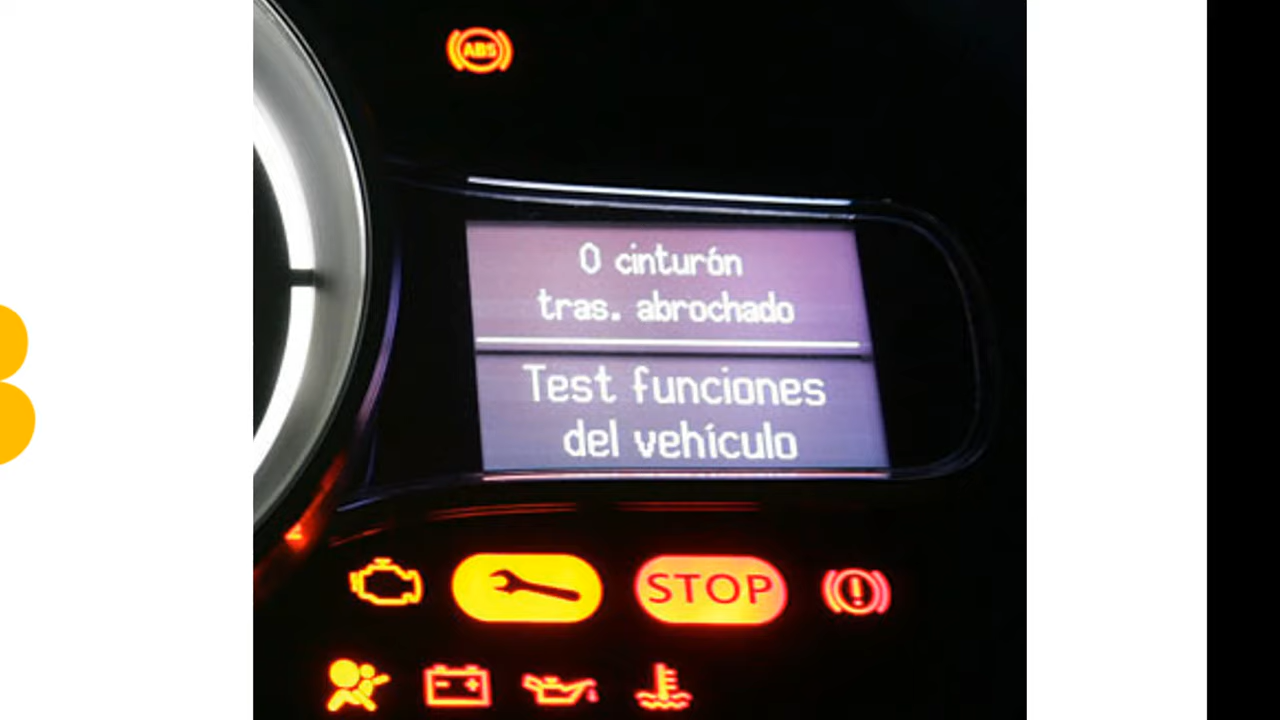 ABS
0 cinturón
tras. abrochado
Test funciones
del vehículo
STOP